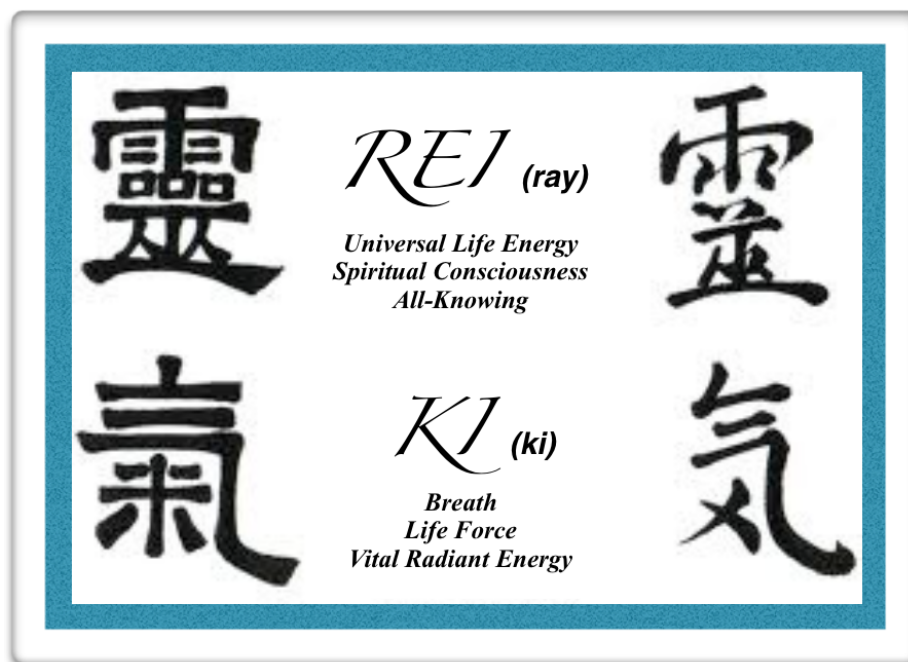 靈
REI (ray)
Universal Life Energy
Spiritual Consciousness
All-Knowing
霊
氣
KI (ki)
Breath
Life Force
Vital Radiant Energy
気